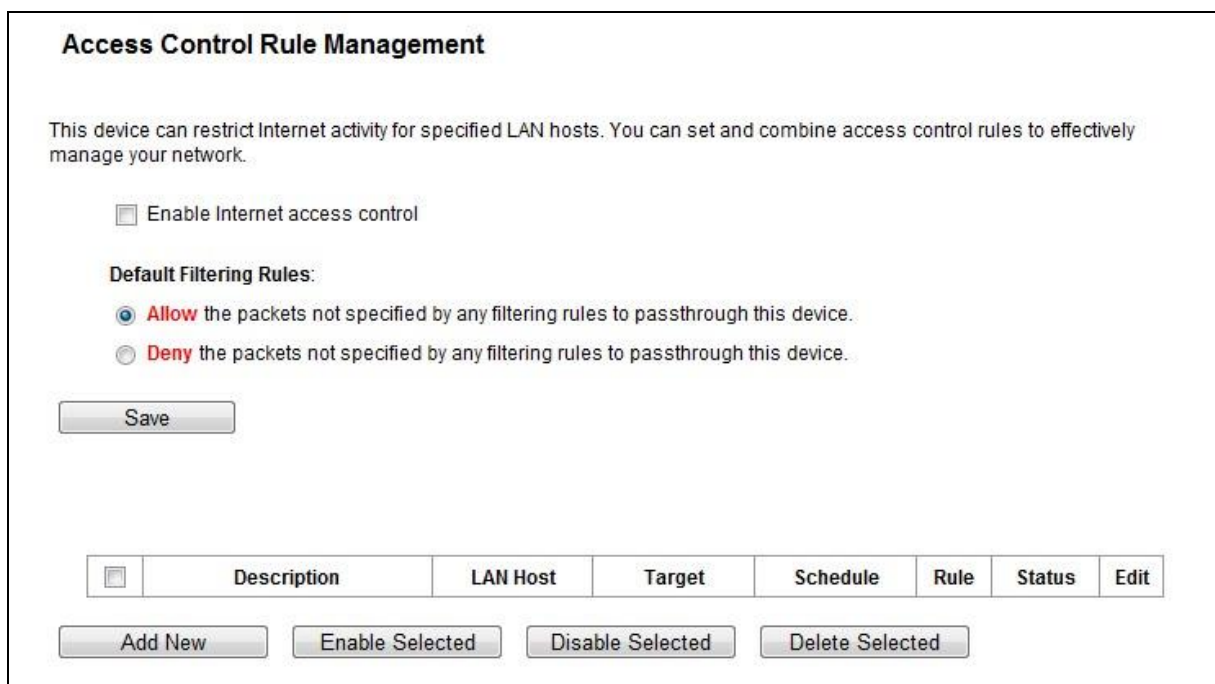 Access Control Rule Management
This device can restrict Internet activity for specified LAN hosts. You can set and combine access control rules to effectively
manage your network.
Enable Internet access control
Default Filtering Rules:
Allow the packets not specified by any filtering rules to passthrough this device.
Deny the packets not specified by any filtering rules to passthrough this device.
Save
Description LAN Host Target Schedule Rule Status Edit
Add New Enable Selected Disable Selected Delete Selected